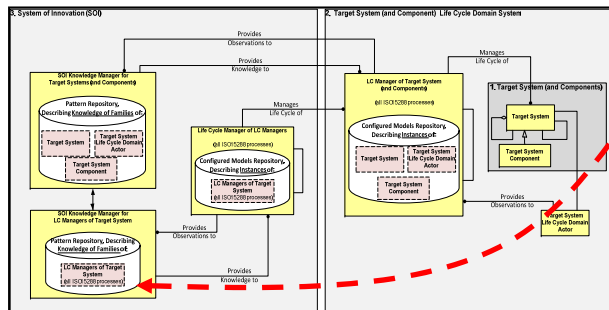 3. System of Innovation (SOI)
2. Target System (and Component) Life Cycle Domain System
Provides
Observations to
Provides
Knowledge to
Manages
Life Cycle of
SOI Knowledge Manager for
Target Systems (and Components)
Pattern Repository,
Describing Knowledge of Families of:
Target System
Target System
Life Cycle Domain
Actor
Target System
Component
Manages
Life Cycle of
Life Cycle Manager of LC Managers
(all ISO15288 processes)
Configured Models Repository,
Describing Instances of:
LC Managers of Target
System
(all ISO15288 processes)
LC Manager of Target System
(and Components)
(all ISO15288 processes)
Configured Models Repository,
Describing Instances of:
Target System
Target System
Life Cycle Domain
Actor
Target System
Component
1. Target System (and Components)
Target System
Target System
Component
Provides
Observations to
Target System
Life Cycle Domain
Actor
SOI Knowledge Manager for
LC Managers of Target System
Pattern Repository, Describing
Knowledge of Families of:
LC Managers of Target
System
(all ISO15288 processes)
Provides
Observations to
Provides
Knowledge to